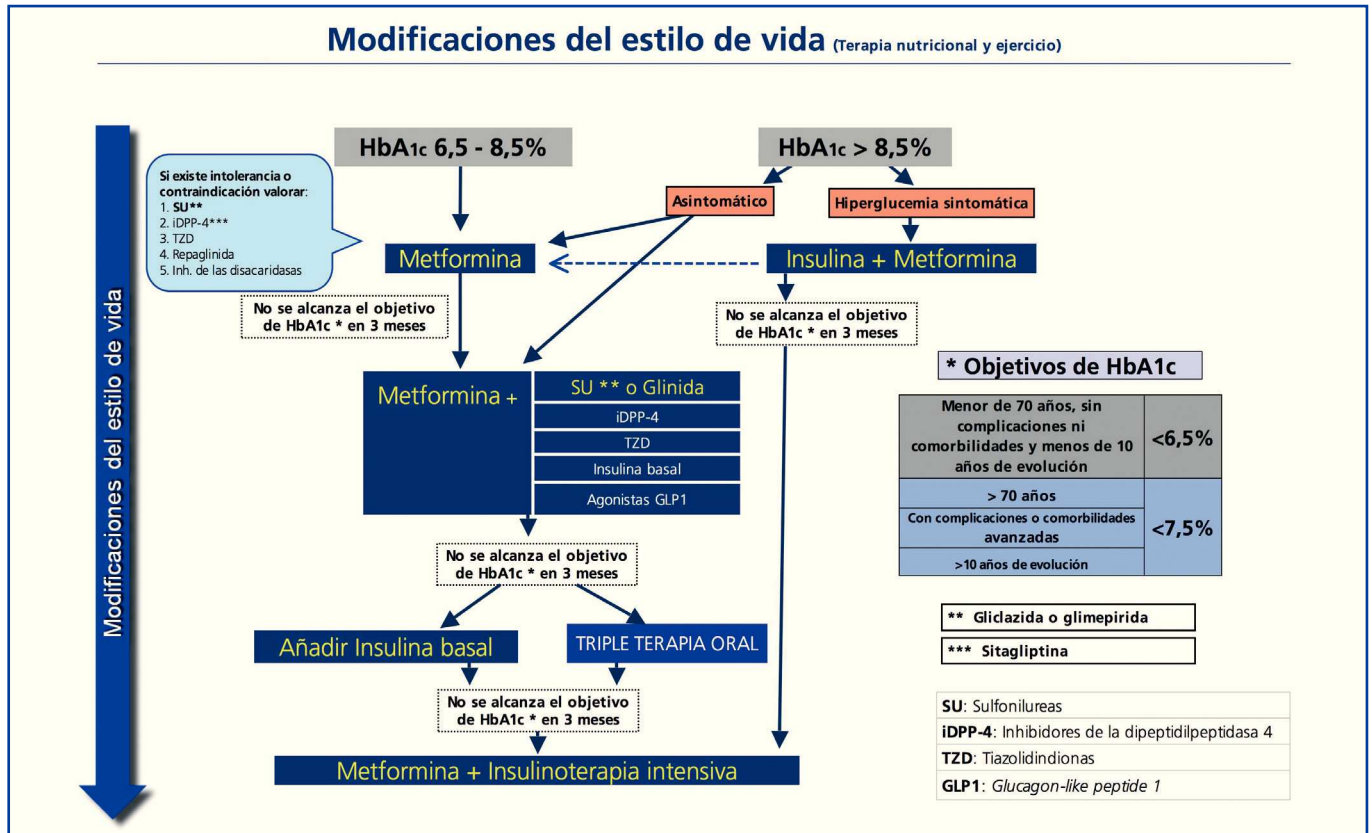 Modificaciones del estilo de vida (Terapia nutricional y ejercicio)
Modificaciones del estilo de vida
HbA1c 6,5 - 8,5%
HbA1c > 8,5%
Si existe intolerancia o
contraindicación valorar:
1. SU**
2. iDPP-4***
3. TZD
4. Repaglinida
5. Inh. de las disacaridasas
Asintomático
Hiperglucemia sintomática
Metformina
Insulina + Metformina
No se alcanza el objetivo
de HbA1c * en 3 meses
No se alcanza el objetivo
de HbA1c * en 3 meses
Metformina +
SU ** o Glinida
iDPP-4
TZD
Insulina basal
Agonistas GLP1
* Objetivos de HbA1c
Menor de 70 años, sin
complicaciones ni
comorbilidades y menos de 10
años de evolución
<6,5%
> 70 años
Con complicaciones o comorbilidades
avanzadas
>10 años de evolución
<7,5%
No se alcanza el objetivo
de HbA1c * en 3 meses
Añadir Insulina basal
TRIPLE TERAPIA ORAL
No se alcanza el objetivo
de HbA1c * en 3 meses
Metformina + Insulinoterapia intensiva
** Gliclazida o glimepirida
*** Sitagliptina
SU: Sulfonilureas
iDPP-4: Inhibidores de la dipeptidilpeptidasa 4
TZD: Tiazolidindionas
GLP1: Glucagon-like peptide 1